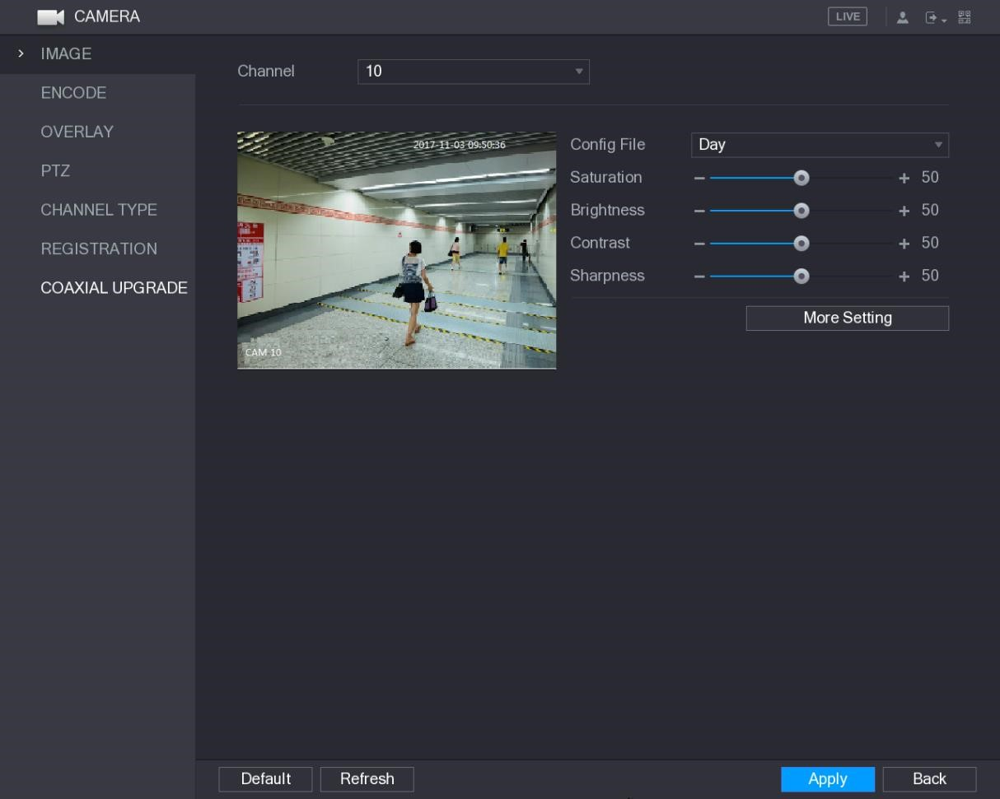 CAMERA
LIVE
IMAGE
ENCODE
OVERLAY
PTZ
CHANNEL TYPE
REGISTRATION
COAXIAL UPGRADE
Channel 10
2017-11-03 09:50:36
CAM 10
Config File Day
Saturation 50
Brightness 50
Contrast 50
Sharpness 50
More Setting
Default Refresh Apply Back